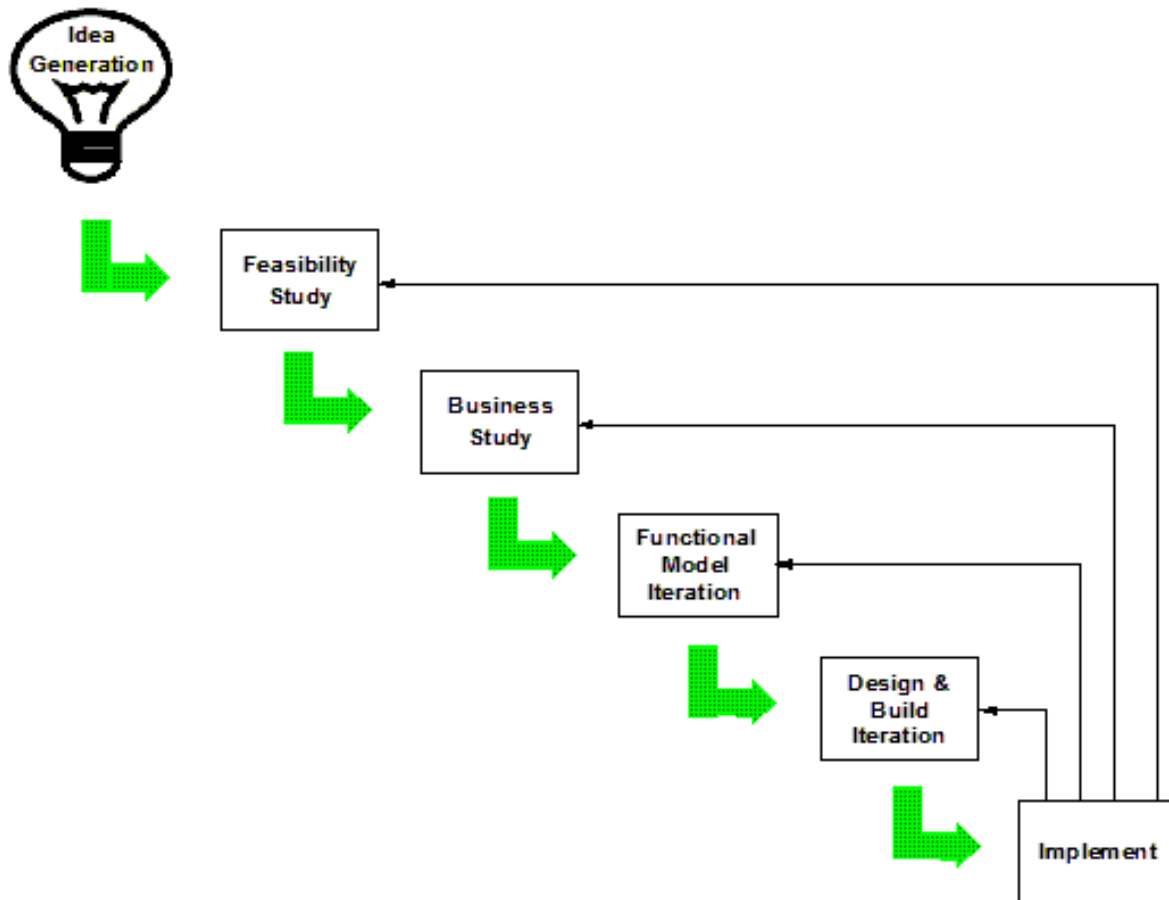 Idea
Generation
Feasibility
Study
Business
Study
Functional
Model
Iteration
Design &
Build
Iteration
Implement